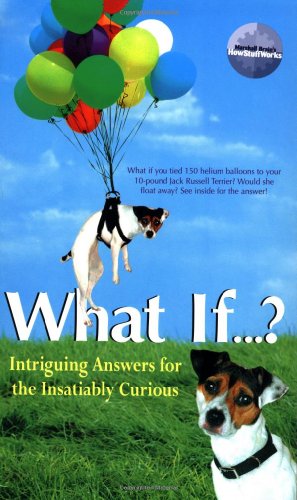 Marshall Brain's
HowStuffWorks
What if you tied 150 helium balloons to your
10-pound Jack Russell Terrier? Would she
float away? See inside for the answer!
What If...?
Intriguing Answers for
the Insatiably Curious